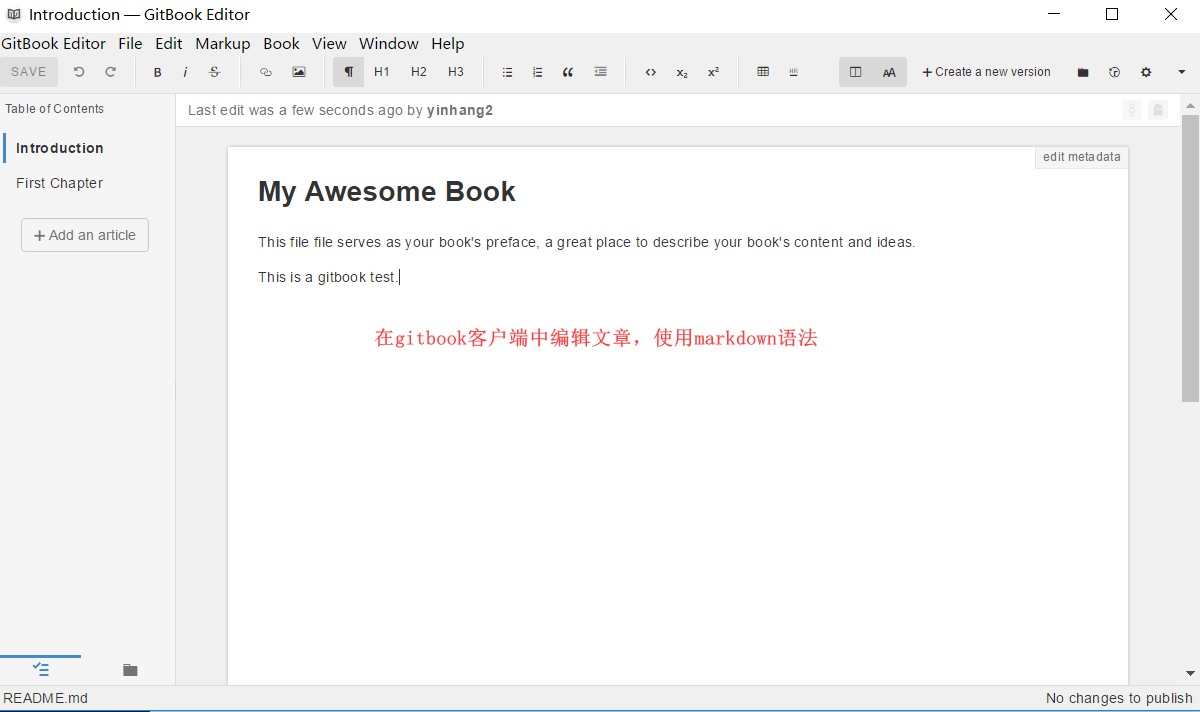 Introduction — GitBook Editor
GitBook Editor File Edit Markup Book View Window Help
SAVE B i S ¶ H1 H2 H3 x₂ x² AA + Create a new version
Table of Contents
Last edit was a few seconds ago by yinhang2
Introduction
First Chapter
+ Add an article
edit metadata
My Awesome Book
This file file serves as your book's preface, a great place to describe your book's content and ideas.
This is a gitbook test.
在gitbook客户端中编辑文章，使用markdown语法
README.md
No changes to publish